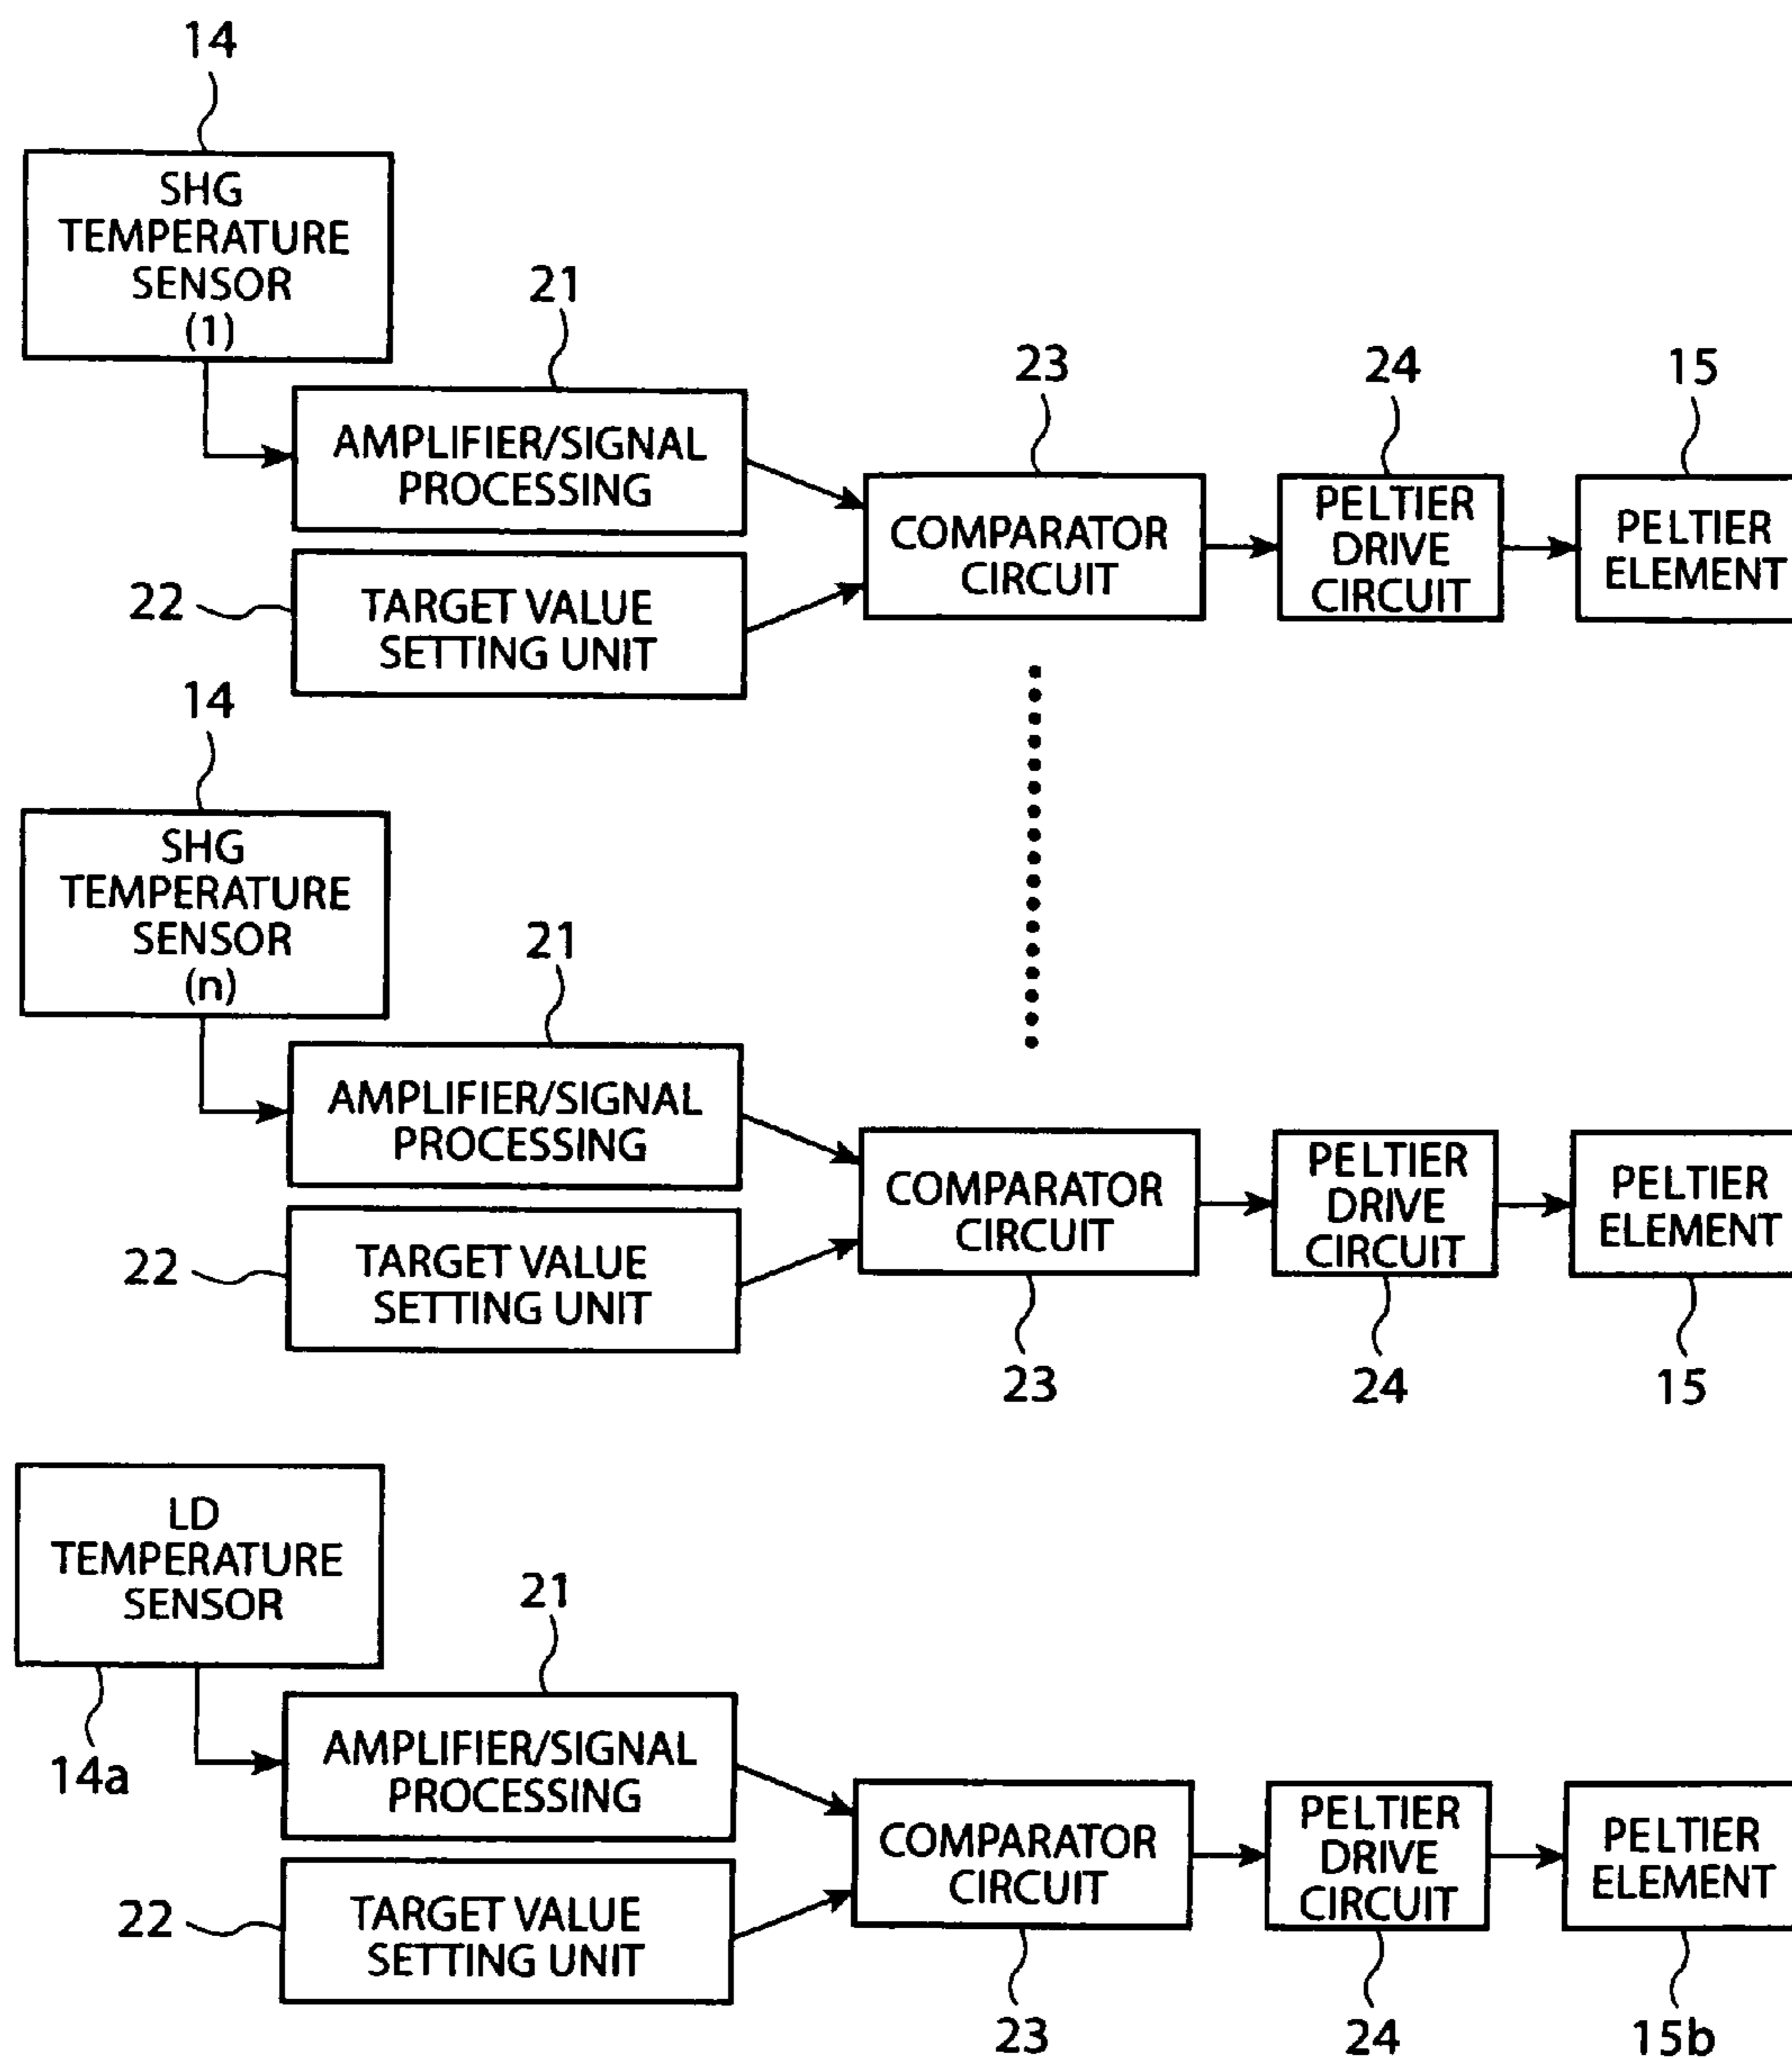 14
SHG
TEMPERATURE
SENSOR
(1)
21
AMPLIFIER/SIGNAL
PROCESSING
22
TARGET VALUE
SETTING UNIT
23
COMPARATOR
CIRCUIT
24
PELTIER
DRIVE
CIRCUIT
15
PELTIER
ELEMENT
14
SHG
TEMPERATURE
SENSOR
(n)
21
AMPLIFIER/SIGNAL
PROCESSING
22
TARGET VALUE
SETTING UNIT
COMPARATOR
CIRCUIT
23
PELTIER
DRIVE
CIRCUIT
24
PELTIER
ELEMENT
15
LD
TEMPERATURE
SENSOR
14a
21
AMPLIFIER/SIGNAL
PROCESSING
22
TARGET VALUE
SETTING UNIT
COMPARATOR
CIRCUIT
23
PELTIER
DRIVE
CIRCUIT
24
PELTIER
ELEMENT
15b